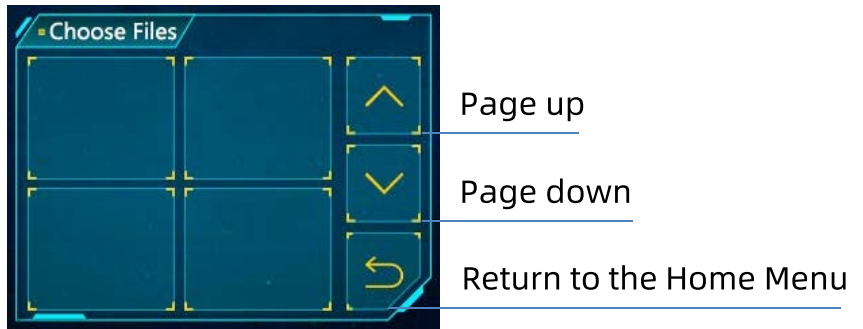 Choose Files
Page up
Page down
Return to the Home Menu